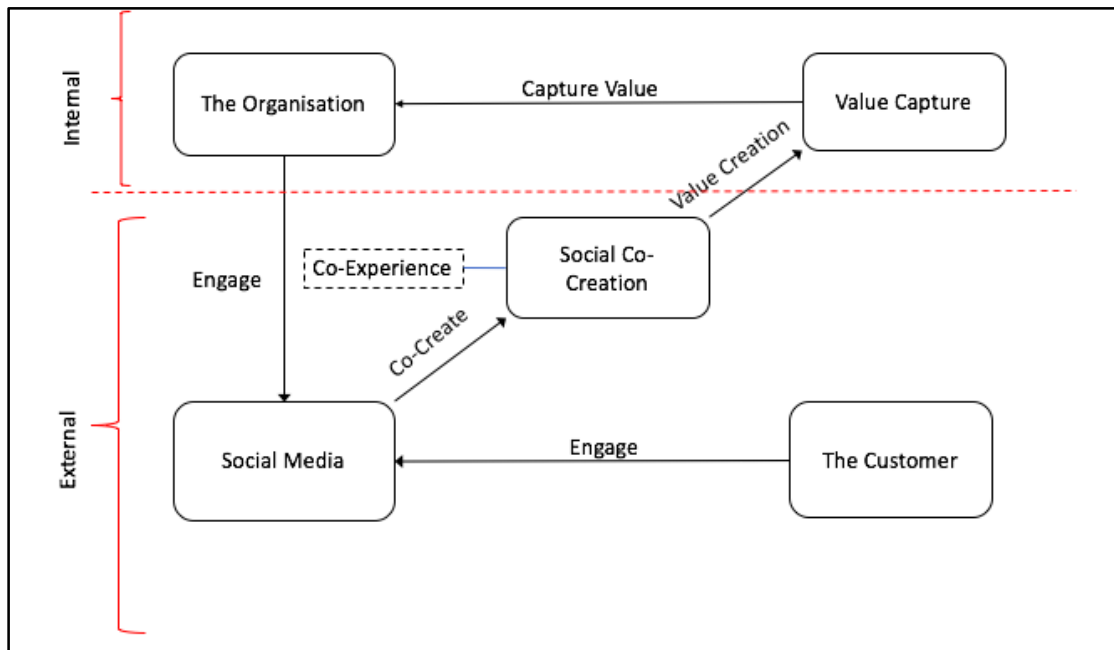 Internal
The Organisation
Capture Value
Value Capture
Value Creation
Social Co-
Creation
Co-Experience
Engage
Co-Create
External
Social Media
Engage
The Customer